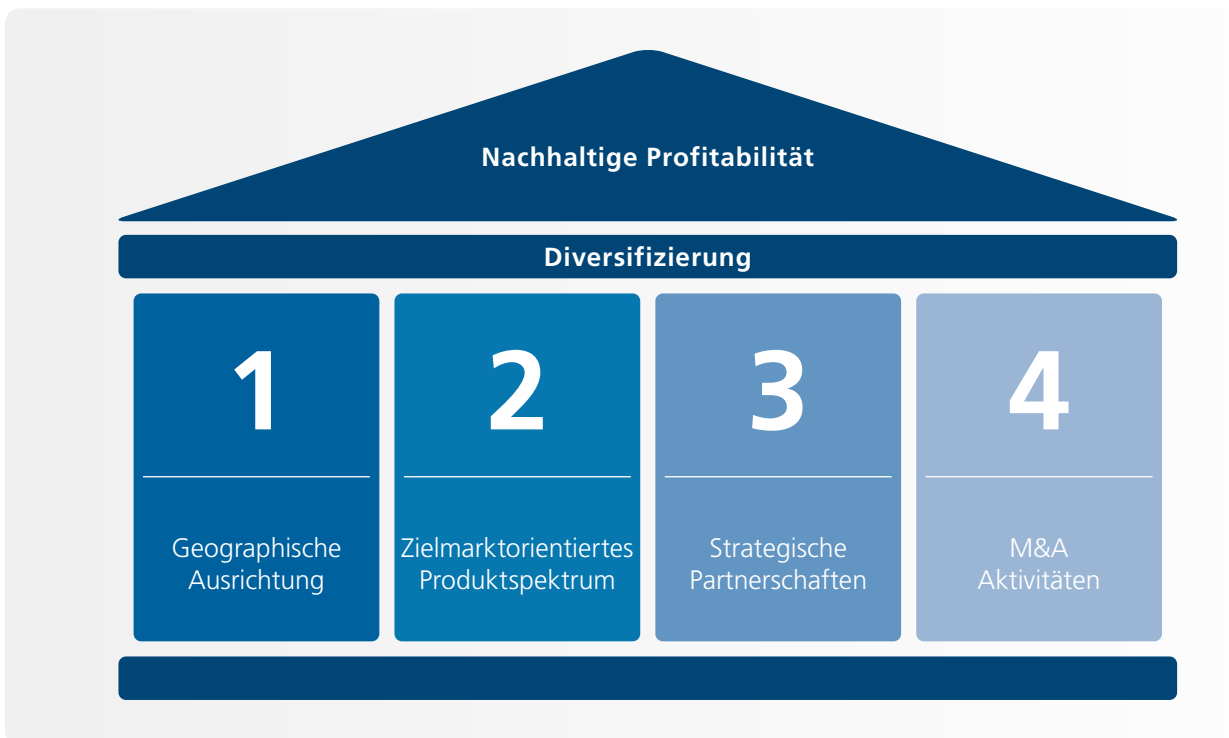 Nachhaltige Profitabilität
Diversifizierung
1
Geographische
Ausrichtung
2
Zielmarktorientiertes
Produktspektrum
3
Strategische
Partnerschaften
4
M&A
Aktivitäten